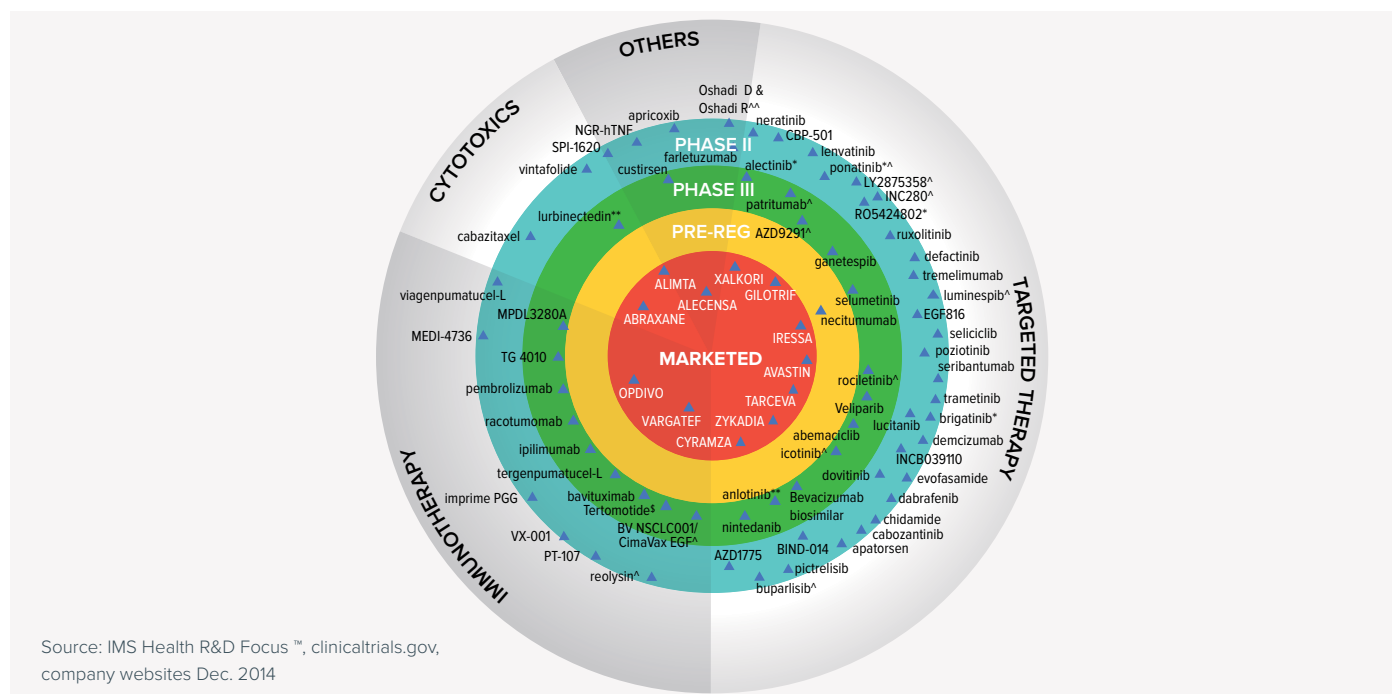 OTHERS
CYTOTOXICS
TARGETED THERAPY
IMMUNOTHERAPY
Oshadi D &
Oshadi R^^
apricoxib
neratinib
NGR-hTNF
CBP-501
SPI-1620
PHASE II
lenvatinib
farletuzumab
vintafolide
custirsen
alectinib*
ponatinib*^
LY2875358^
PHASE III
INC280^
patritumab^
RO5424802*
lurbinectedin**
cabazitaxel
PRE-REG
AZD9291^
ruxolitinib
ganetespib
defactinib
tremelimumab
ALIMTA
XALKORI
viagenpumatucel-L
GILOTRIF
luminespib^
ALECENSA
selumetinib
MPDL3280A
ABRAXANE
necitumumab
EGF816
MEDI-4736
IRESSA
seliciclib
TG 4010
MARKETED
poziotinib
AVASTIN
seribantumab
rociletinib^
pembrolizumab
OPDIVO
TARCEVA
trametinib
Veliparib
brigatinib*
racotumomab
VARGATEF
ZYKADIA
lucitanib
abemaciclib
demcizumab
ipilimumab
CYRAMZA
icotinib^
INCB039110
tergenpumatucel-L
dovitinib
evofasamide
imprime PGG
bavituximab
anlotinib**
Bevacizumab
biosimilar
dabrafenib
Tertomotide$
BV NSCLC001/
CimaVax EGF^
nintedanib
chidamide
VX-001
cabozantinib
PT-107
AZD1775
BIND-014
apatorsen
reolysin^
pictrelisib
buparlisib^
Source: IMS Health R&D Focus ™, clinicaltrials.gov,
company websites Dec. 2014